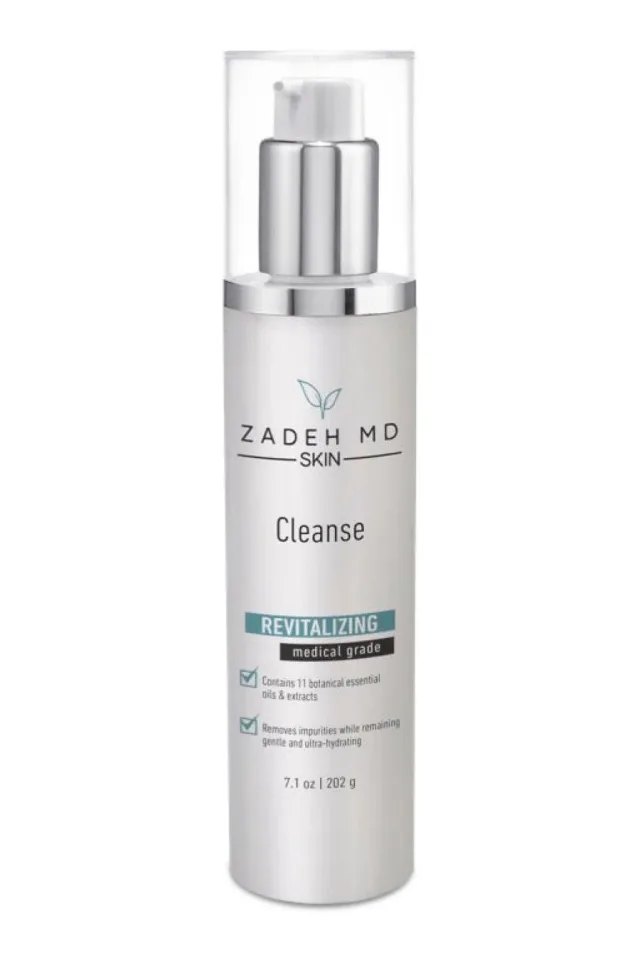 ZADEH MD
SKIN
Cleanse
REVITALIZING
medical grade
Contains 11 botanical essential
oils & extracts
Removes impurities while remaining
gentle and ultra-hydrating
7.1 oz | 202 g